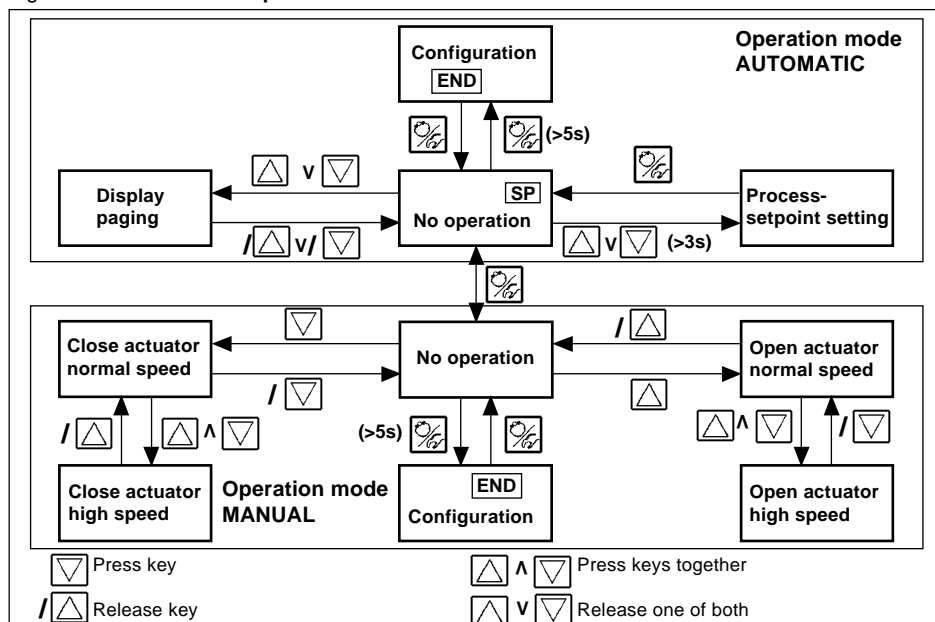 Configuration
END
Operation mode
AUTOMATIC
(>5s)
V
Display
paging
SP
No operation
Process-
setpoint setting
/ V/
V (>3s)
Close actuator
normal speed
No operation
Open actuator
normal speed
/
/
/
Λ
(>5s)
Λ
/
Close actuator
high speed
Operation mode
MANUAL
END
Configuration
Open actuator
high speed
Press key
Λ Press keys together
/ Release key
V Release one of both